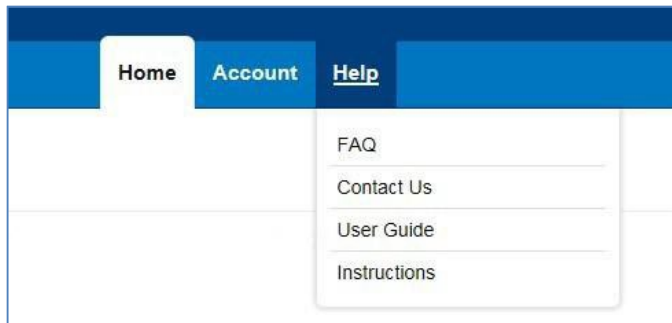 Home Account Help
FAQ
Contact Us
User Guide
Instructions